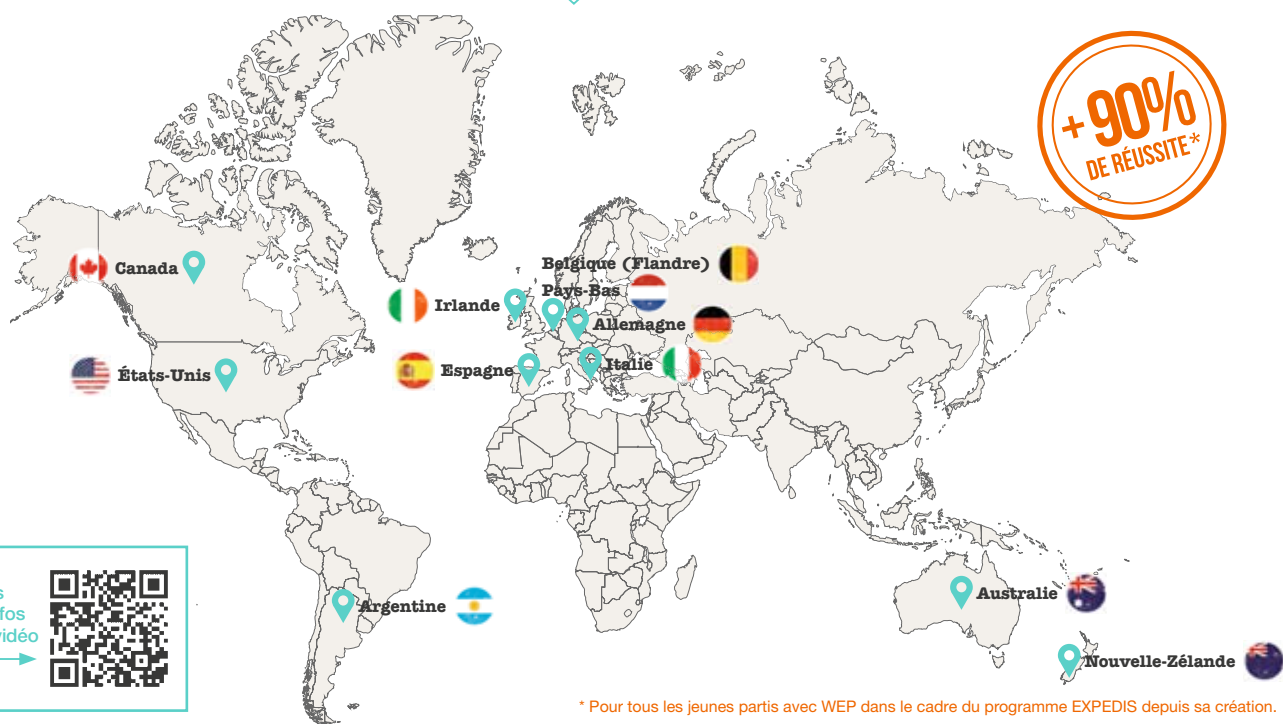 +90%
DE RÉUSSITE*
Canada
Belgique (Flandre)
Pays-Bas
Irlande
Allemagne
Espagne
Italie
États-Unis
Argentine
Australie
Nouvelle-Zélande
vidéo
* Pour tous les jeunes partis avec WEP dans le cadre du programme EXPEDIS depuis sa création.